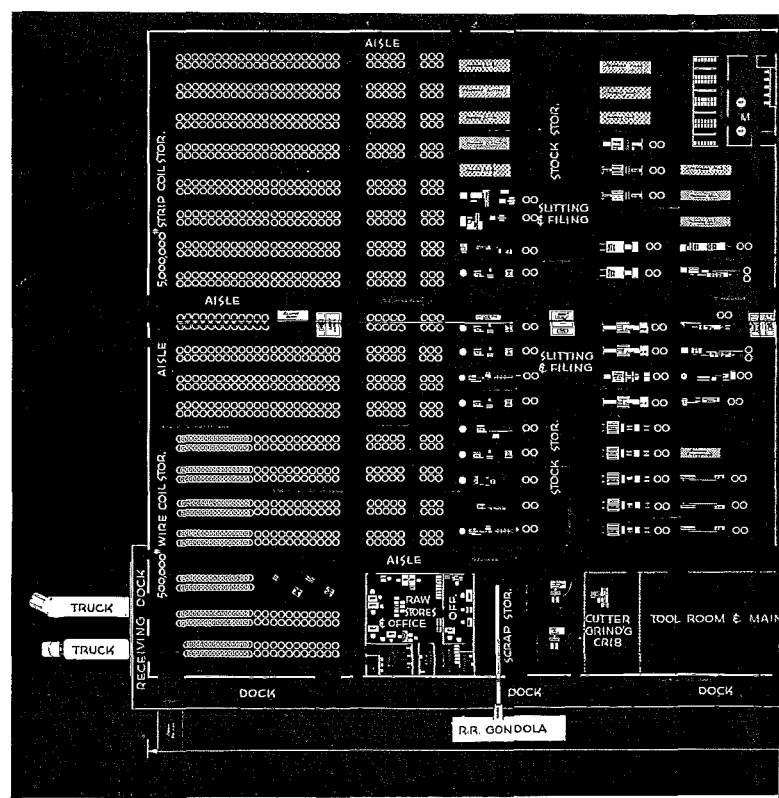 AISLE
M
STOCK STOR.
5,000,000# STRIP COIL STOR.
SLITTING
& FILING
AISLE
AISLE
SLITTING
& FILING
STOCK STOR.
500,000# WIRE COIL STOR.
AISLE
RECEIVING DOCK
TRUCK
TRUCK
RAW
STORES
& OFFICE
OFF.
SCRAP STOR.
CUTTER
GRIND'G
CRIB
TOOL ROOM & MAIN
DOCK
DOCK
DOCK
R.R. GONDOLA